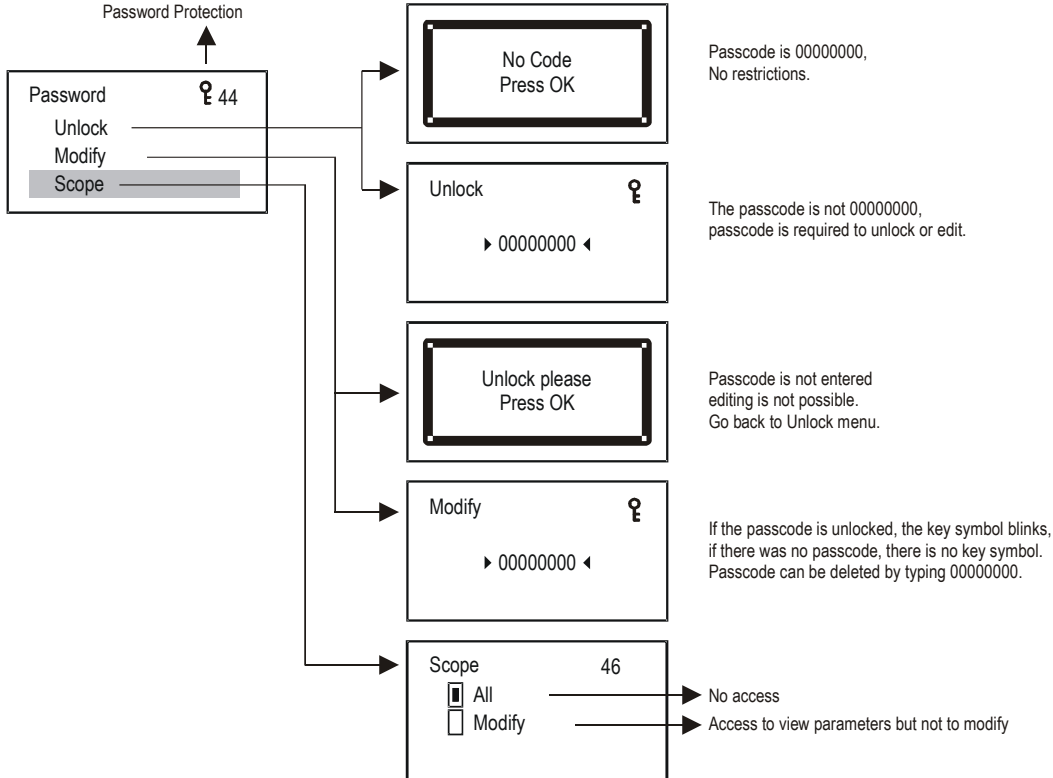 Password Protection
Password 44
Unlock
Modify
Scope
No Code
Press OK
Passcode is 00000000,
No restrictions.
Unlock
00000000
The passcode is not 00000000,
passcode is required to unlock or edit.
Unlock please
Press OK
Passcode is not entered
editing is not possible.
Go back to Unlock menu.
Modify
00000000
If the passcode is unlocked, the key symbol blinks,
if there was no passcode, there is no key symbol.
Passcode can be deleted by typing 00000000.
Scope 46
All
No access
Modify
Access to view parameters but not to modify